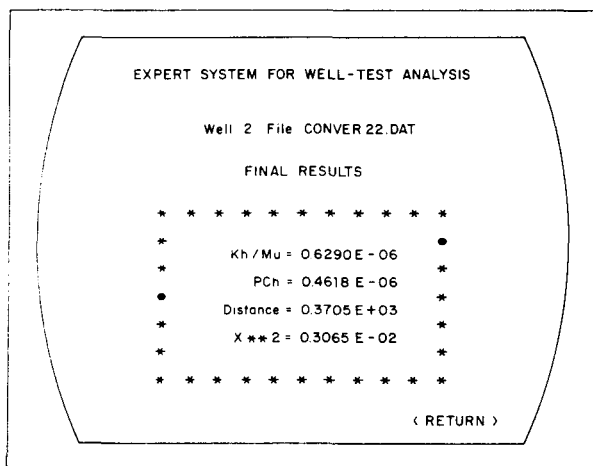 EXPERT SYSTEM FOR WELL-TEST ANALYSIS
Well 2 File CONVER 22.DAT
FINAL RESULTS
* * * * * * * * * * *
* Kh / Mu = 0.6290 E - 06 ●
* PCh = 0.4618 E - 06 *
● Distance = 0.3705 E + 03 *
* X ** 2 = 0.3065 E - 02 *
* *
* * * * * * * * * * *
< RETURN >